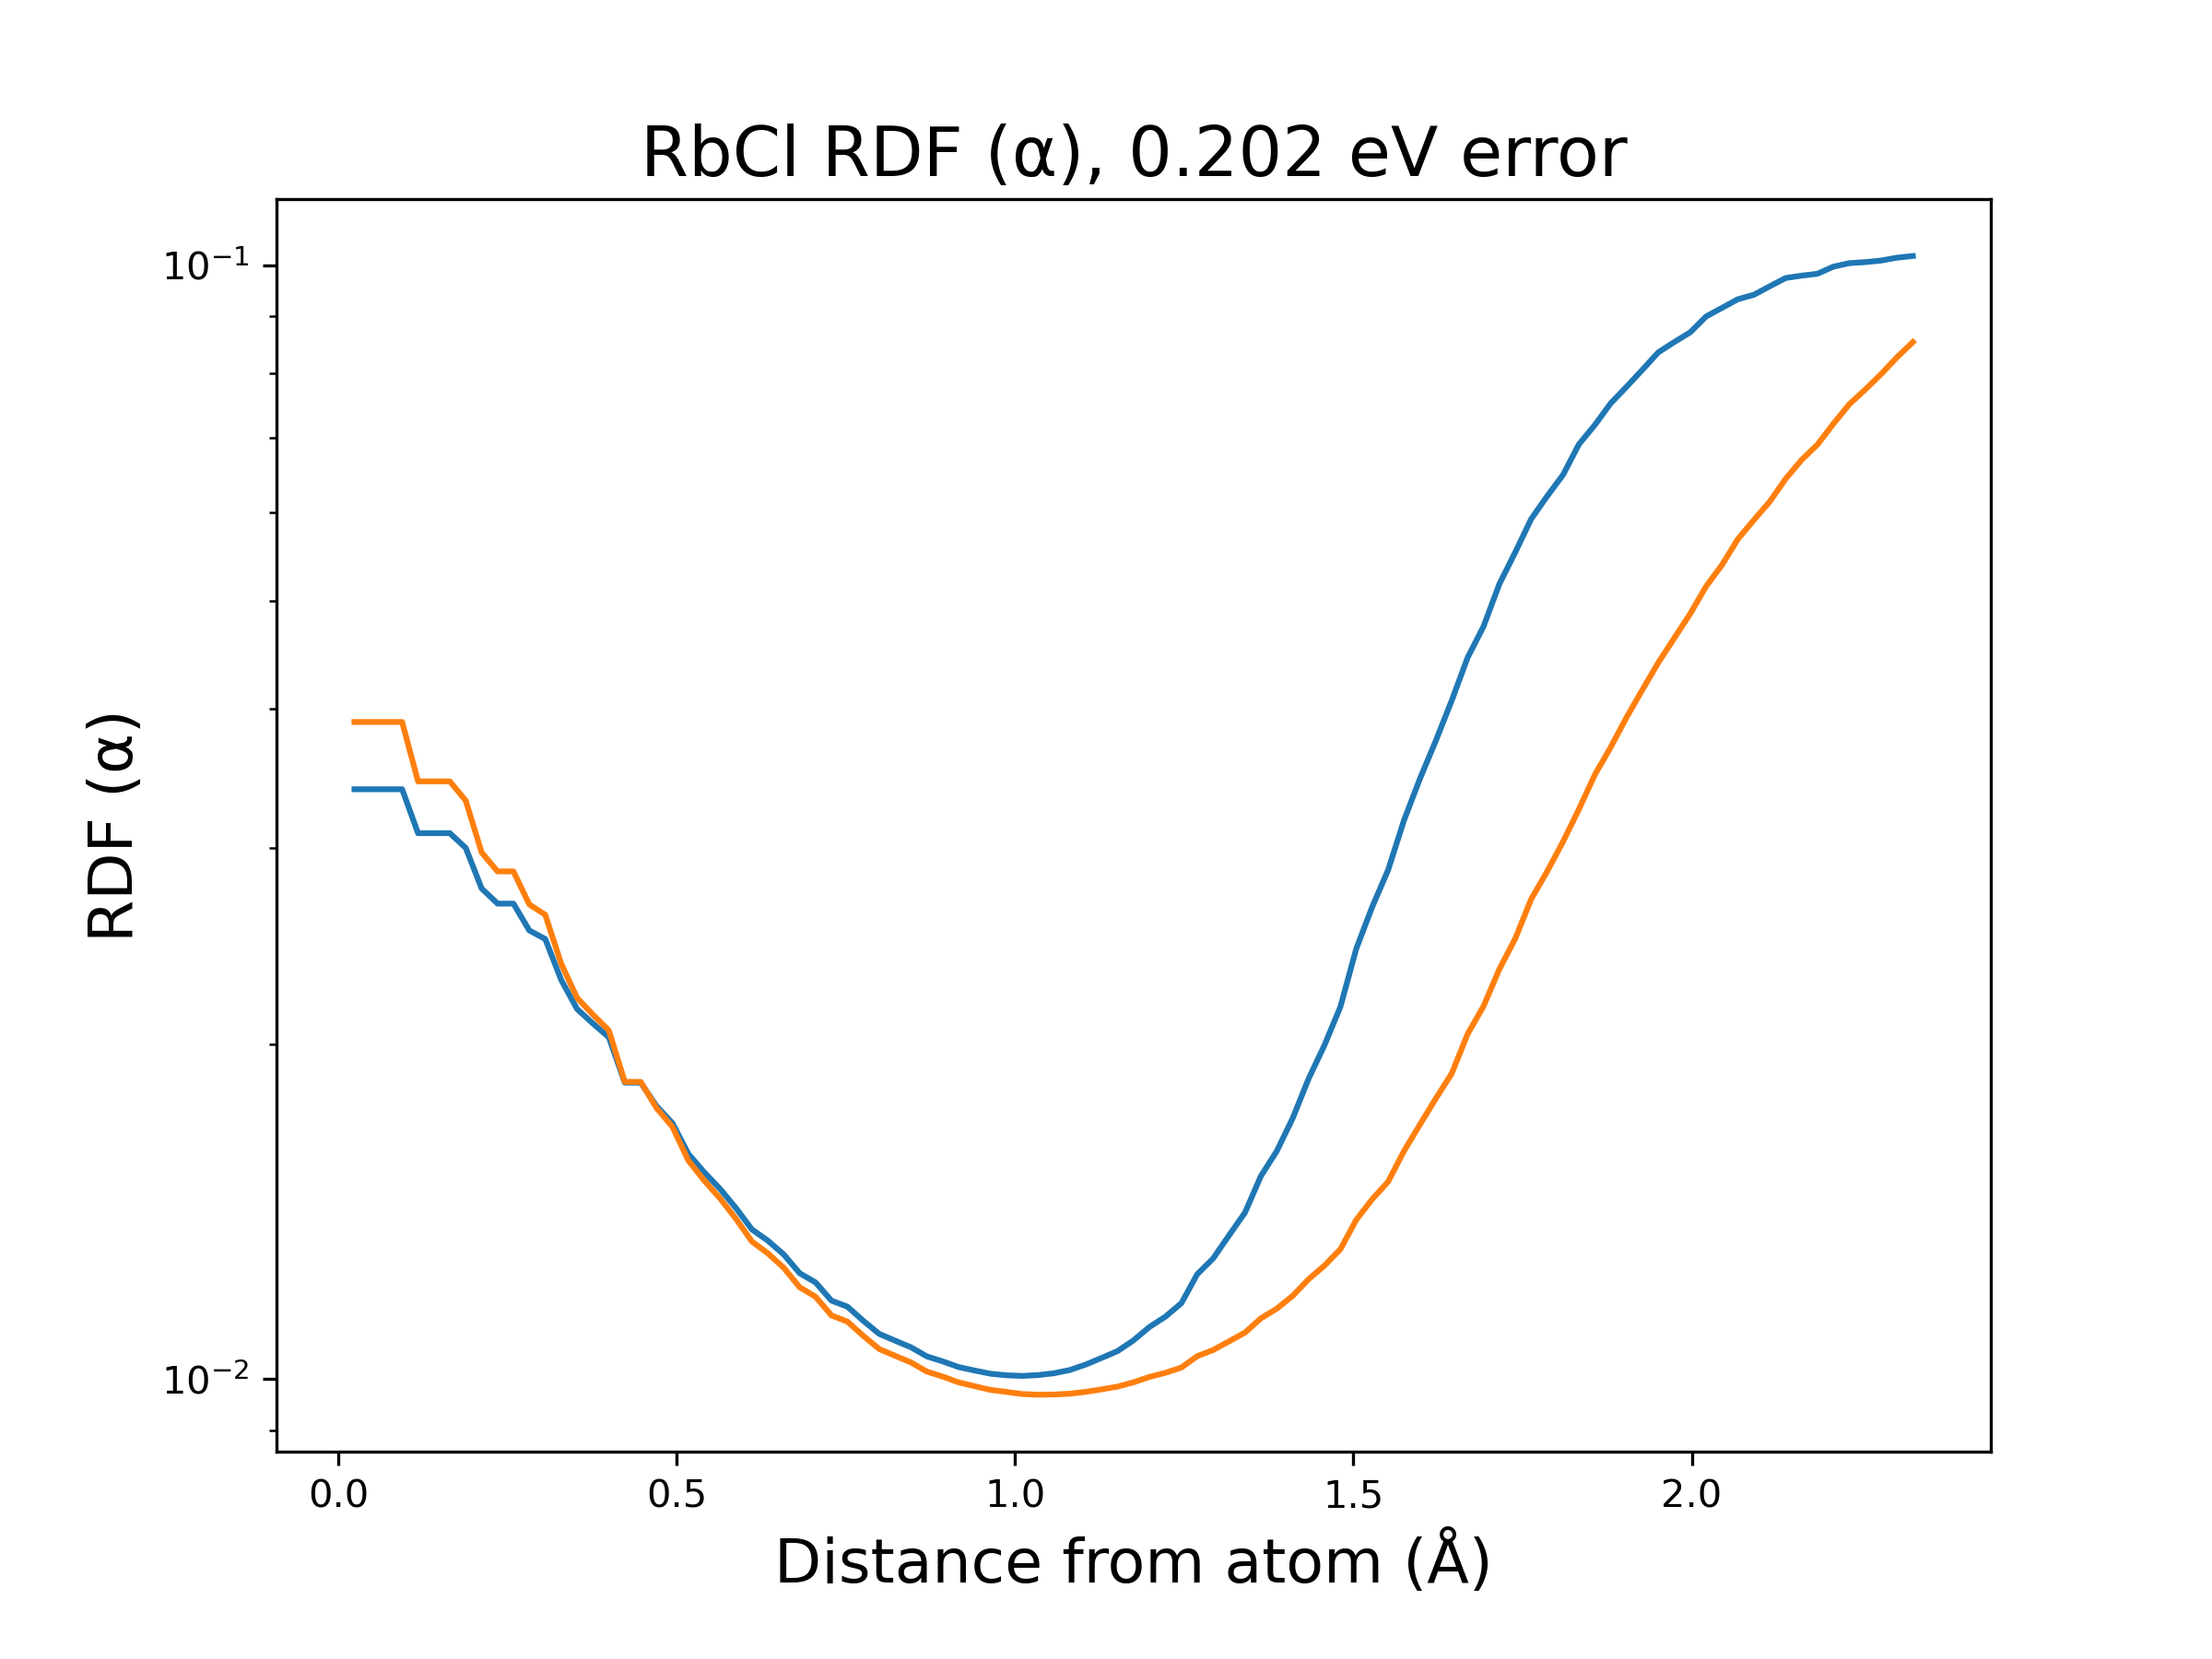 RbCl RDF (α), 0.202 eV error
10⁻¹
10⁻²
RDF (α)
0.0 0.5 1.0 1.5 2.0
Distance from atom (Å)